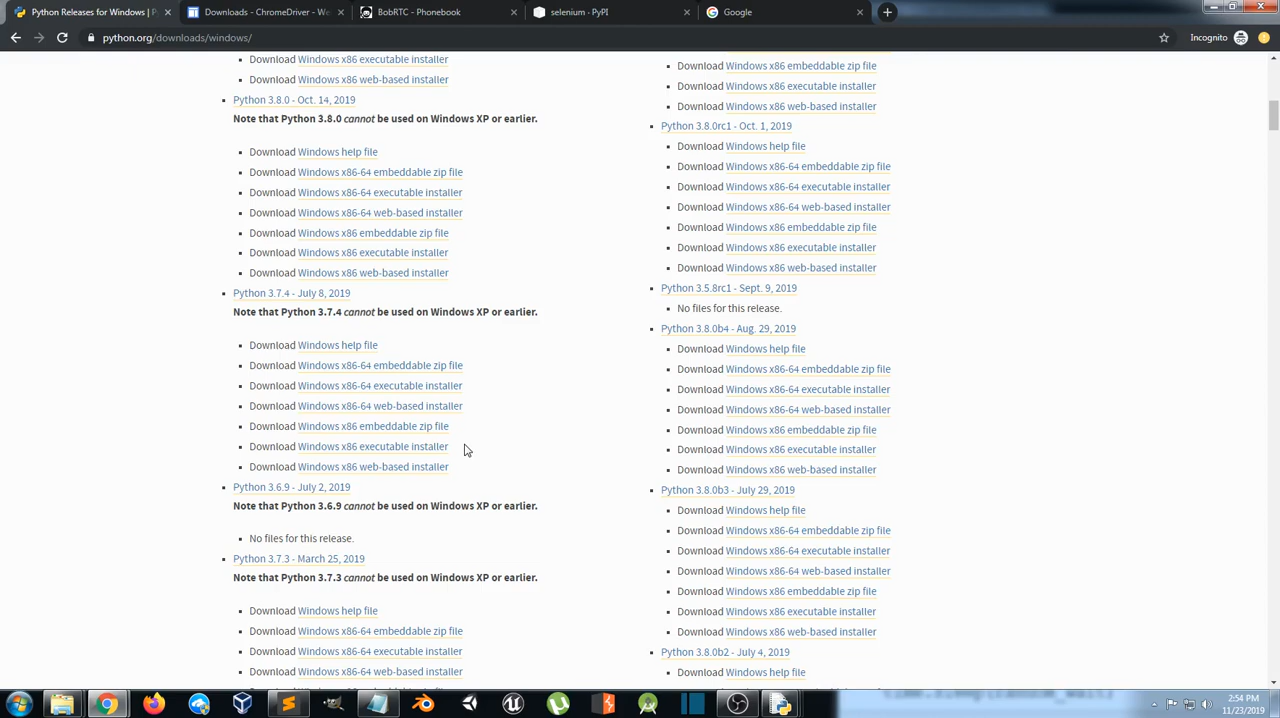 Python Releases for Windows | P
Downloads - ChromeDriver - We
BobRTC - Phonebook
selenium · PyPI
Google
python.org/downloads/windows/
Incognito
Download Windows x86 executable installer
Download Windows x86 web-based installer
Python 3.8.0 - Oct. 14, 2019
Note that Python 3.8.0 cannot be used on Windows XP or earlier.
Download Windows help file
Download Windows x86-64 embeddable zip file
Download Windows x86-64 executable installer
Download Windows x86-64 web-based installer
Download Windows x86 embeddable zip file
Download Windows x86 executable installer
Download Windows x86 web-based installer
Python 3.7.4 - July 8, 2019
Note that Python 3.7.4 cannot be used on Windows XP or earlier.
Download Windows help file
Download Windows x86-64 embeddable zip file
Download Windows x86-64 executable installer
Download Windows x86-64 web-based installer
Download Windows x86 embeddable zip file
Download Windows x86 executable installer
Download Windows x86 web-based installer
Python 3.6.9 - July 2, 2019
Note that Python 3.6.9 cannot be used on Windows XP or earlier.
No files for this release.
Python 3.7.3 - March 25, 2019
Note that Python 3.7.3 cannot be used on Windows XP or earlier.
Download Windows help file
Download Windows x86-64 embeddable zip file
Download Windows x86-64 executable installer
Download Windows x86-64 web-based installer
Download Windows x86 embeddable zip file
Download Windows x86 executable installer
Download Windows x86 web-based installer
Python 3.8.0rc1 - Oct. 1, 2019
Download Windows help file
Download Windows x86-64 embeddable zip file
Download Windows x86-64 executable installer
Download Windows x86-64 web-based installer
Download Windows x86 embeddable zip file
Download Windows x86 executable installer
Download Windows x86 web-based installer
Python 3.5.8rc1 - Sept. 9, 2019
No files for this release.
Python 3.8.0b4 - Aug. 29, 2019
Download Windows help file
Download Windows x86-64 embeddable zip file
Download Windows x86-64 executable installer
Download Windows x86-64 web-based installer
Download Windows x86 embeddable zip file
Download Windows x86 executable installer
Download Windows x86 web-based installer
Python 3.8.0b3 - July 29, 2019
Download Windows help file
Download Windows x86-64 embeddable zip file
Download Windows x86-64 executable installer
Download Windows x86-64 web-based installer
Download Windows x86 embeddable zip file
Download Windows x86 executable installer
Download Windows x86 web-based installer
Python 3.8.0b2 - July 4, 2019
Download Windows help file
2:54 PM
11/23/2019